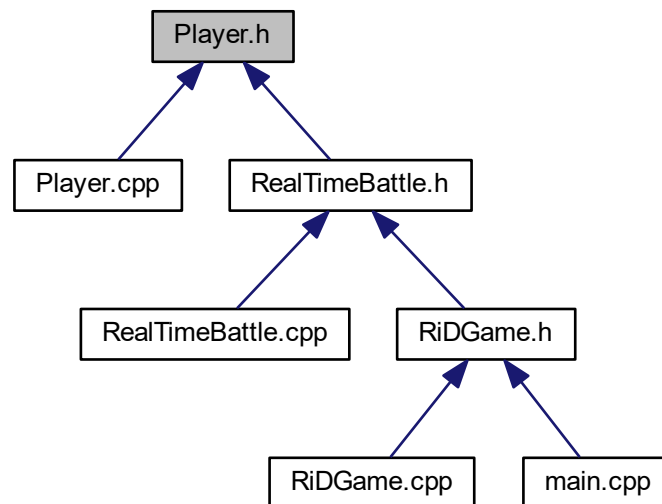 Player.h
Player.cpp
RealTimeBattle.h
RealTimeBattle.cpp
RiDGame.h
RiDGame.cpp
main.cpp